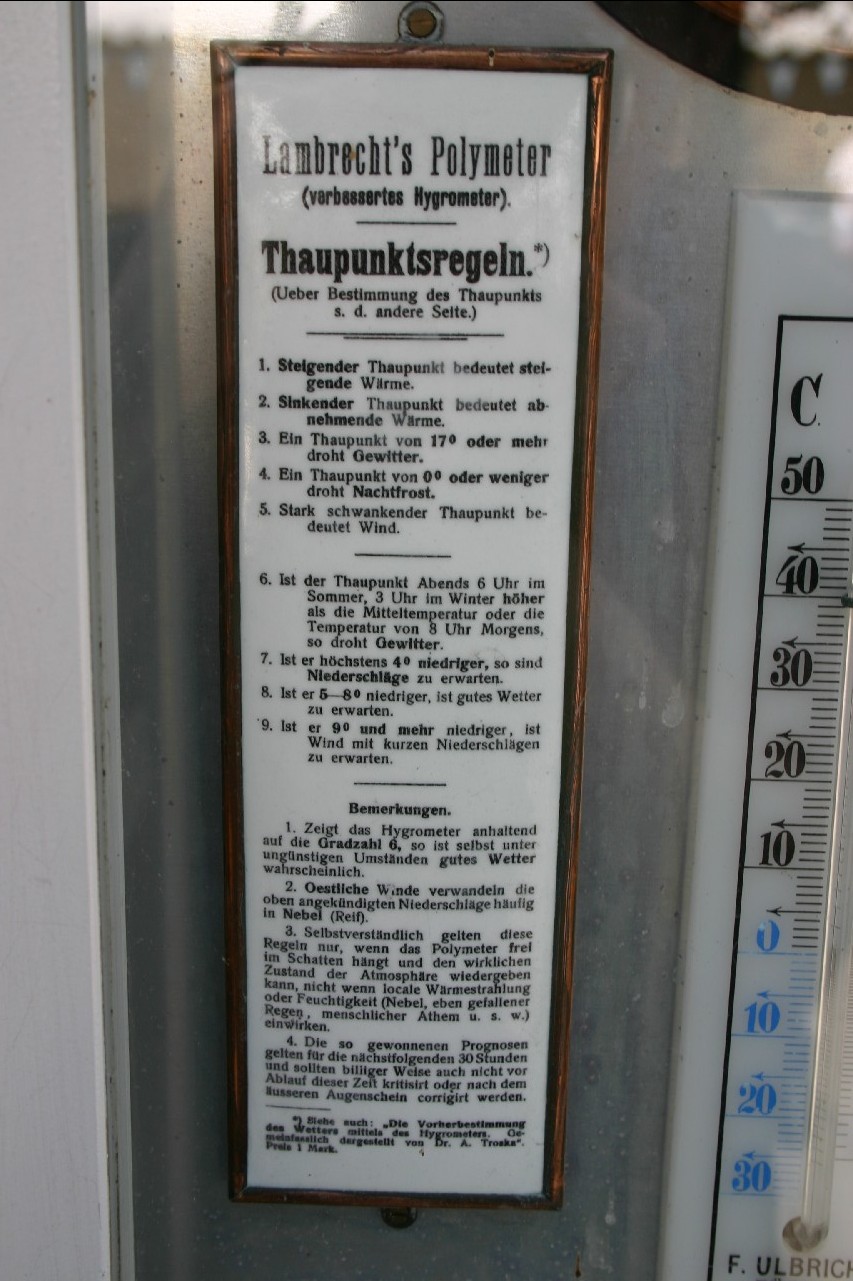 Lambrecht's Polymeter
(verbessertes Hygrometer).
Thaupunktsregeln.*)
(Ueber Bestimmung des Thaupunkts
s. d. andere Seite.)
1. Steigender Thaupunkt bedeutet stei-
gende Wärme.
2. Sinkender Thaupunkt bedeutet ab-
nehmende Wärme.
3. Ein Thaupunkt von 17⁰ oder mehr
droht Gewitter.
4. Ein Thaupunkt von 0⁰ oder weniger
droht Nachtfrost.
5. Stark schwankender Thaupunkt be-
deutet Wind.
6. Ist der Thaupunkt Abends 6 Uhr im
Sommer, 3 Uhr im Winter höher
als die Mitteltemperatur oder die
Temperatur von 8 Uhr Morgens,
so droht Gewitter.
7. Ist er höchstens 4⁰ niedriger, so sind
Niederschläge zu erwarten.
8. Ist er 5—8⁰ niedriger, ist gutes Wetter
zu erwarten.
9. Ist er 9⁰ und mehr niedriger, ist
Wind mit kurzen Niederschlägen
zu erwarten.
Bemerkungen.
1. Zeigt das Hygrometer anhaltend
auf die Gradzahl 6, so ist selbst unter
ungünstigen Umständen gutes Wetter
wahrscheinlich.
2. Oestliche Winde verwandeln die
oben angekündigten Niederschläge häufig
in Nebel (Reif).
3. Selbstverständlich gelten diese
Regeln nur, wenn das Polymeter frei
im Schatten hängt und den wirklichen
Zustand der Atmosphäre wiedergeben
kann, nicht wenn locale Wärmestrahlung
oder Feuchtigkeit (Nebel, eben gefallener
Regen, menschlicher Athem u. s. w.)
einwirken.
4. Die so gewonnenen Prognosen
gelten für die nächstfolgenden 30 Stunden
und sollten billiger Weise auch nicht vor
Ablauf dieser Zeit kritisirt oder nach dem
äusseren Augenschein corrigirt werden.
*) Siehe auch: „Die Vorherbestimmung
des Wetters mittels des Hygrometers. Ge-
meinfasslich dargestellt von Dr. A. Troska".
Preis 1 Mark.
C.
50
40
30
20
10
0
10
20
30
F. ULBRICH